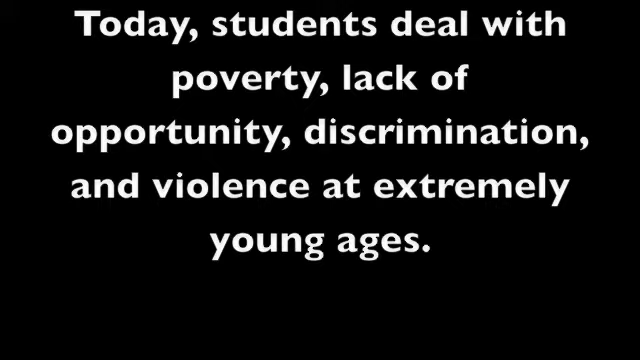 Today, students deal with
poverty, lack of
opportunity, discrimination,
and violence at extremely
young ages.